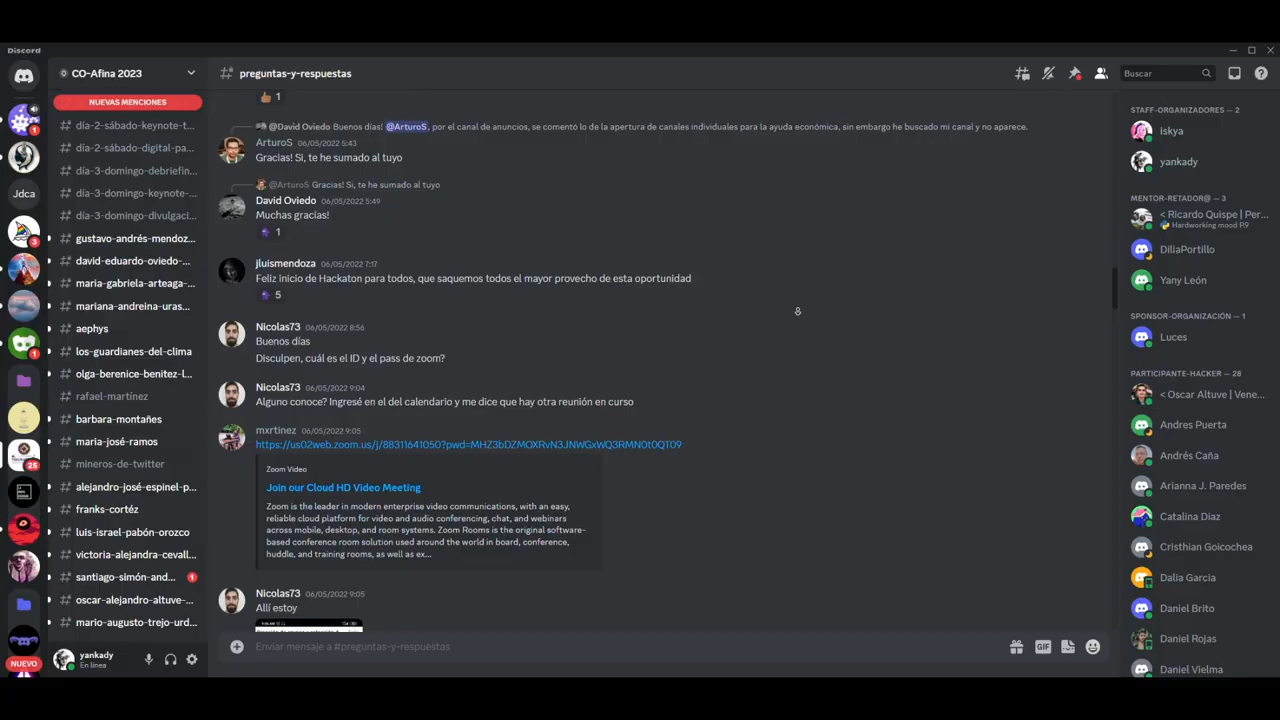 Discord
CO-Afina 2023
preguntas-y-respuestas
Buscar
NUEVAS MENCIONES
día-2-sábado-keynote-t...
día-2-sábado-digital-pa...
día-3-domingo-debriefin...
día-3-domingo-keynote-...
día-3-domingo-divulgaci...
gustavo-andrés-mendoz...
david-eduardo-oviedo-...
maria-gabriela-arteaga-...
mariana-andreina-uras...
aephys
los-guardianes-del-clima
olga-berenice-benitez-l...
rafael-martínez
barbara-montañes
maria-josé-ramos
mineros-de-twitter
alejandro-josé-espinel-p...
franks-cortéz
luis-israel-pabón-orozco
victoria-alejandra-cevall...
santiago-simón-and... 1
oscar-alejandro-altuve-...
mario-augusto-trejo-urd...
1
Jdca
3
1
25
NUEVO
yankady
En línea
1
@David Oviedo Buenos días! @ArturoS, por el canal de anuncios, se comentó lo de la apertura de canales individuales para la ayuda económica, sin embargo he buscado mi canal y no aparece.
ArturoS 06/05/2022 5:43
Gracias! Si, te he sumado al tuyo
@ArturoS Gracias! Si, te he sumado al tuyo
David Oviedo 06/05/2022 5:49
Muchas gracias!
1
jluismendoza 06/05/2022 7:17
Feliz inicio de Hackaton para todos, que saquemos todos el mayor provecho de esta oportunidad
5
Nicolas73 06/05/2022 8:56
Buenos días
Disculpen, cuál es el ID y el pass de zoom?
Nicolas73 06/05/2022 9:04
Alguno conoce? Ingresé en el del calendario y me dice que hay otra reunión en curso
mxrtinez 06/05/2022 9:05
https://us02web.zoom.us/j/88311641050?pwd=MHZ3bDZMOXRvN3JNWGxWQ3RMN0t0QT09
Zoom Video
Join our Cloud HD Video Meeting
Zoom is the leader in modern enterprise video communications, with an easy,
reliable cloud platform for video and audio conferencing, chat, and webinars
across mobile, desktop, and room systems. Zoom Rooms is the original software-
based conference room solution used around the world in board, conference,
huddle, and training rooms, as well as ex...
Nicolas73 06/05/2022 9:05
Allí estoy
Enviar mensaje a #preguntas-y-respuestas
GIF
STAFF-ORGANIZADORES – 2
iskya
yankady
MENTOR-RETADOR@ – 3
< Ricardo Quispe | Per...
Hardworking mood P.9
DiliaPortillo
Yany León
SPONSOR-ORGANIZACIÓN – 1
Luces
PARTICIPANTE-HACKER – 28
< Oscar Altuve | Vene...
Andres Puerta
Andrés Caña
Arianna J. Paredes
Catalina Diaz
Cristhian Goicochea
Dalia Garcia
Daniel Brito
Daniel Rojas
Daniel Vielma